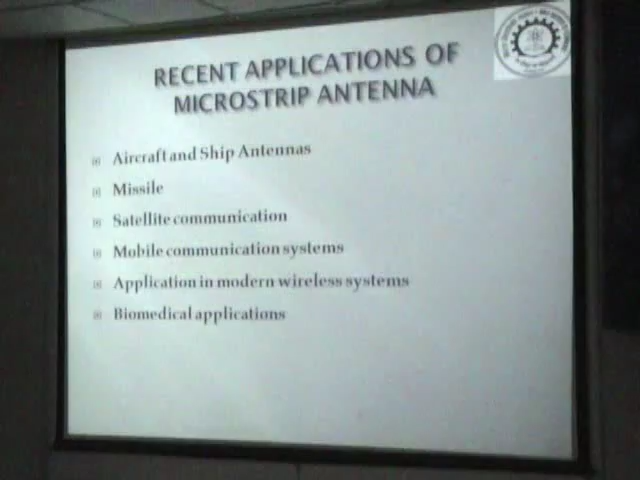 RECENT APPLICATIONS OF
MICROSTRIP ANTENNA
Aircraft and Ship Antennas
Missile
Satellite communication
Mobile communication systems
Application in modern wireless systems
Biomedical applications